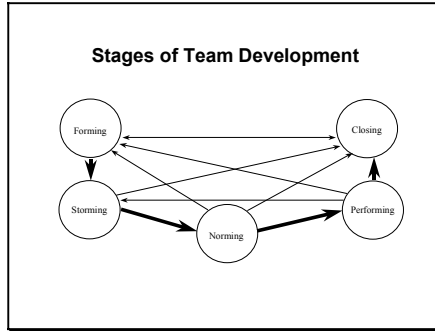 Stages of Team Development
Forming
Closing
Storming
Performing
Norming